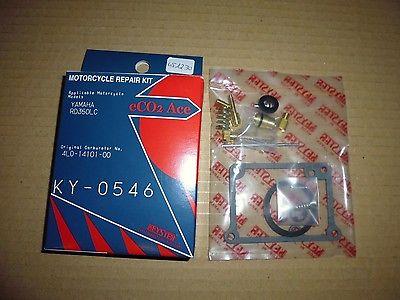 651230
MOTORCYCLE REPAIR KIT
Applicable Motorcycle
Models
YAMAHA
RD350LC
eCO2 Ace
Original Carburetor No.
4L0-14101-00
KY-0546
KEYSTER
KEYSTER